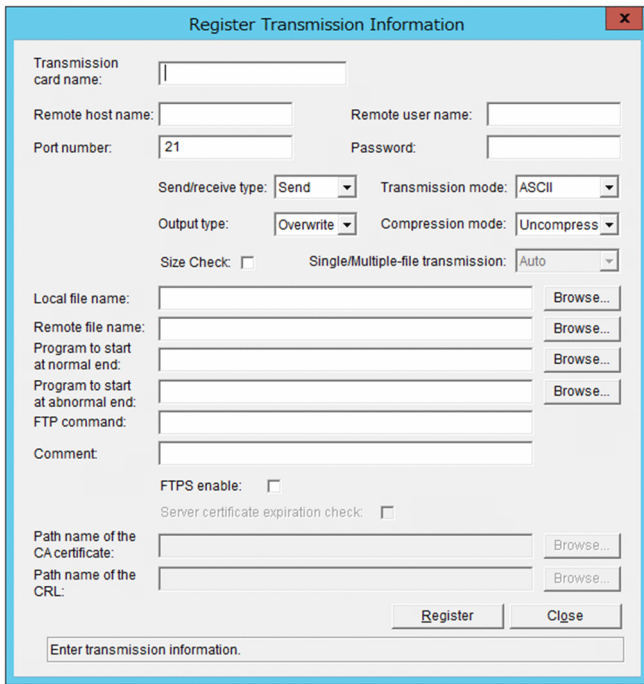 Register Transmission Information
x
Transmission
card name:
Remote host name: Remote user name:
Port number: 21 Password:
Send/receive type: Send Transmission mode: ASCII
Output type: Overwrite Compression mode: Uncompress
Size Check: Single/Multiple-file transmission: Auto
Local file name: Browse...
Remote file name: Browse...
Program to start
at normal end: Browse...
Program to start
at abnormal end: Browse...
FTP command:
Comment:
FTPS enable:
Server certificate expiration check:
Path name of the
CA certificate: Browse...
Path name of the
CRL: Browse...
Register Close
Enter transmission information.